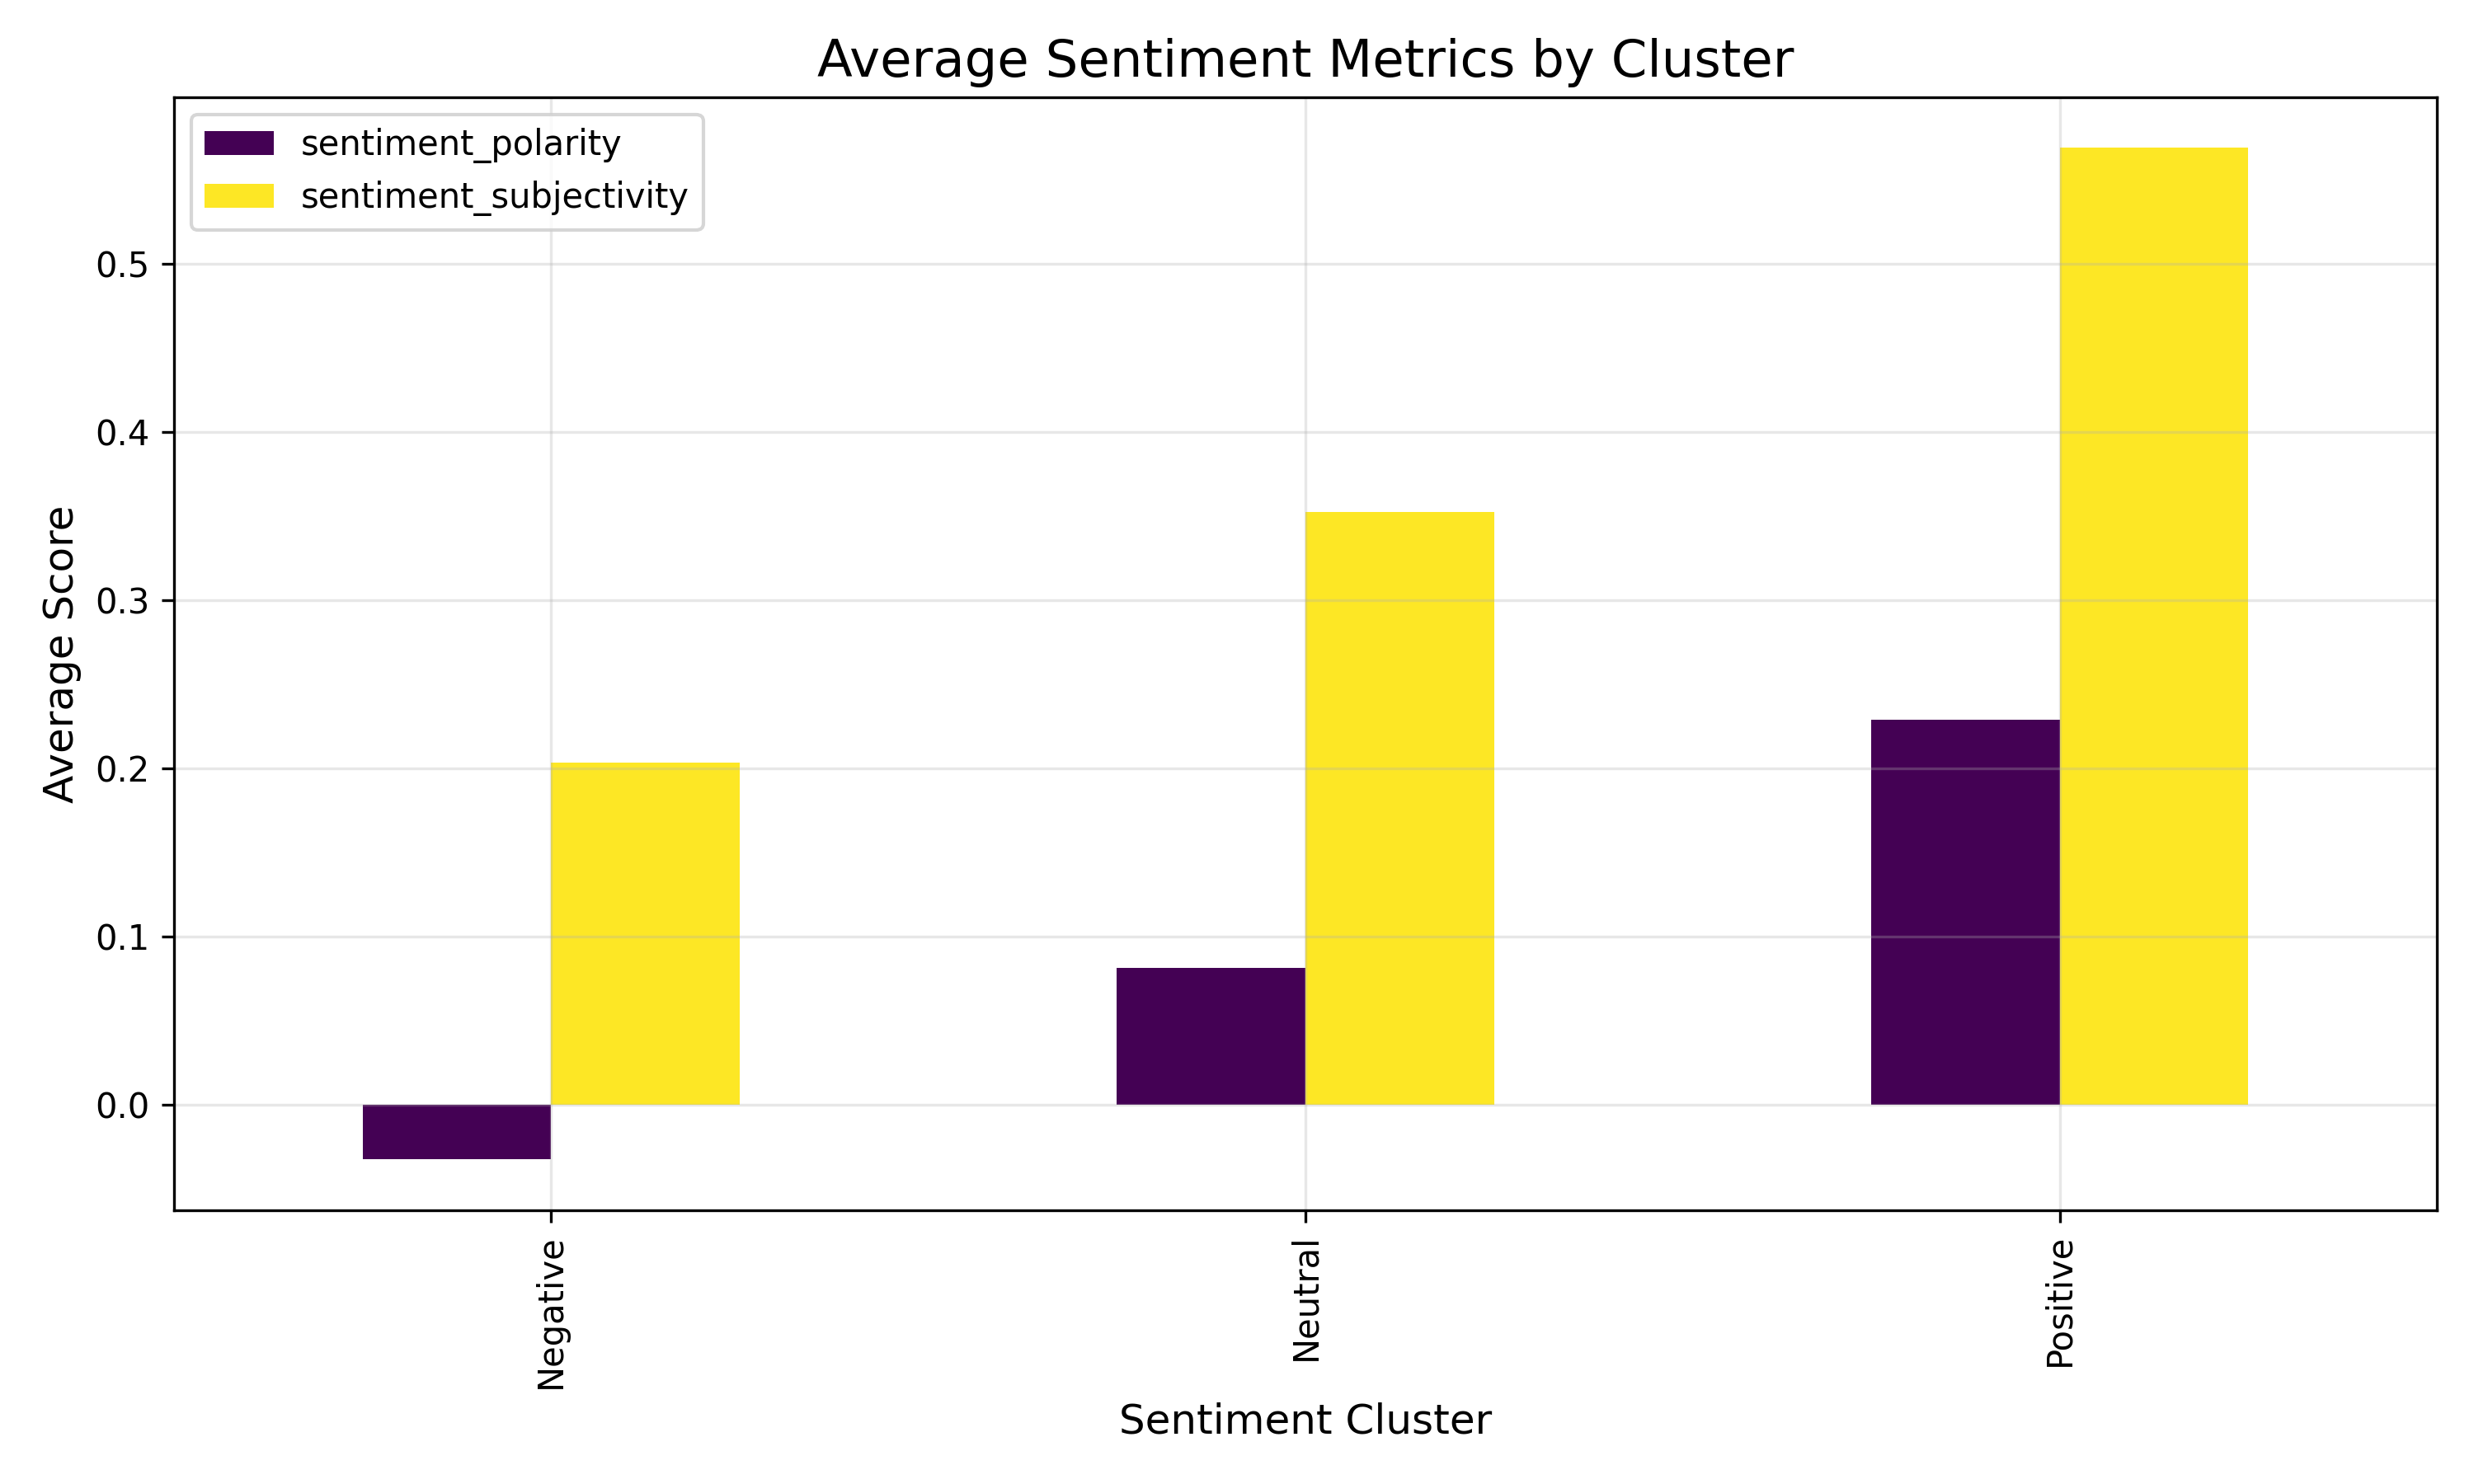 Average Sentiment Metrics by Cluster
sentiment_polarity
sentiment_subjectivity
Average Score
0.5
0.4
0.3
0.2
0.1
0.0
Negative
Neutral
Positive
Sentiment Cluster